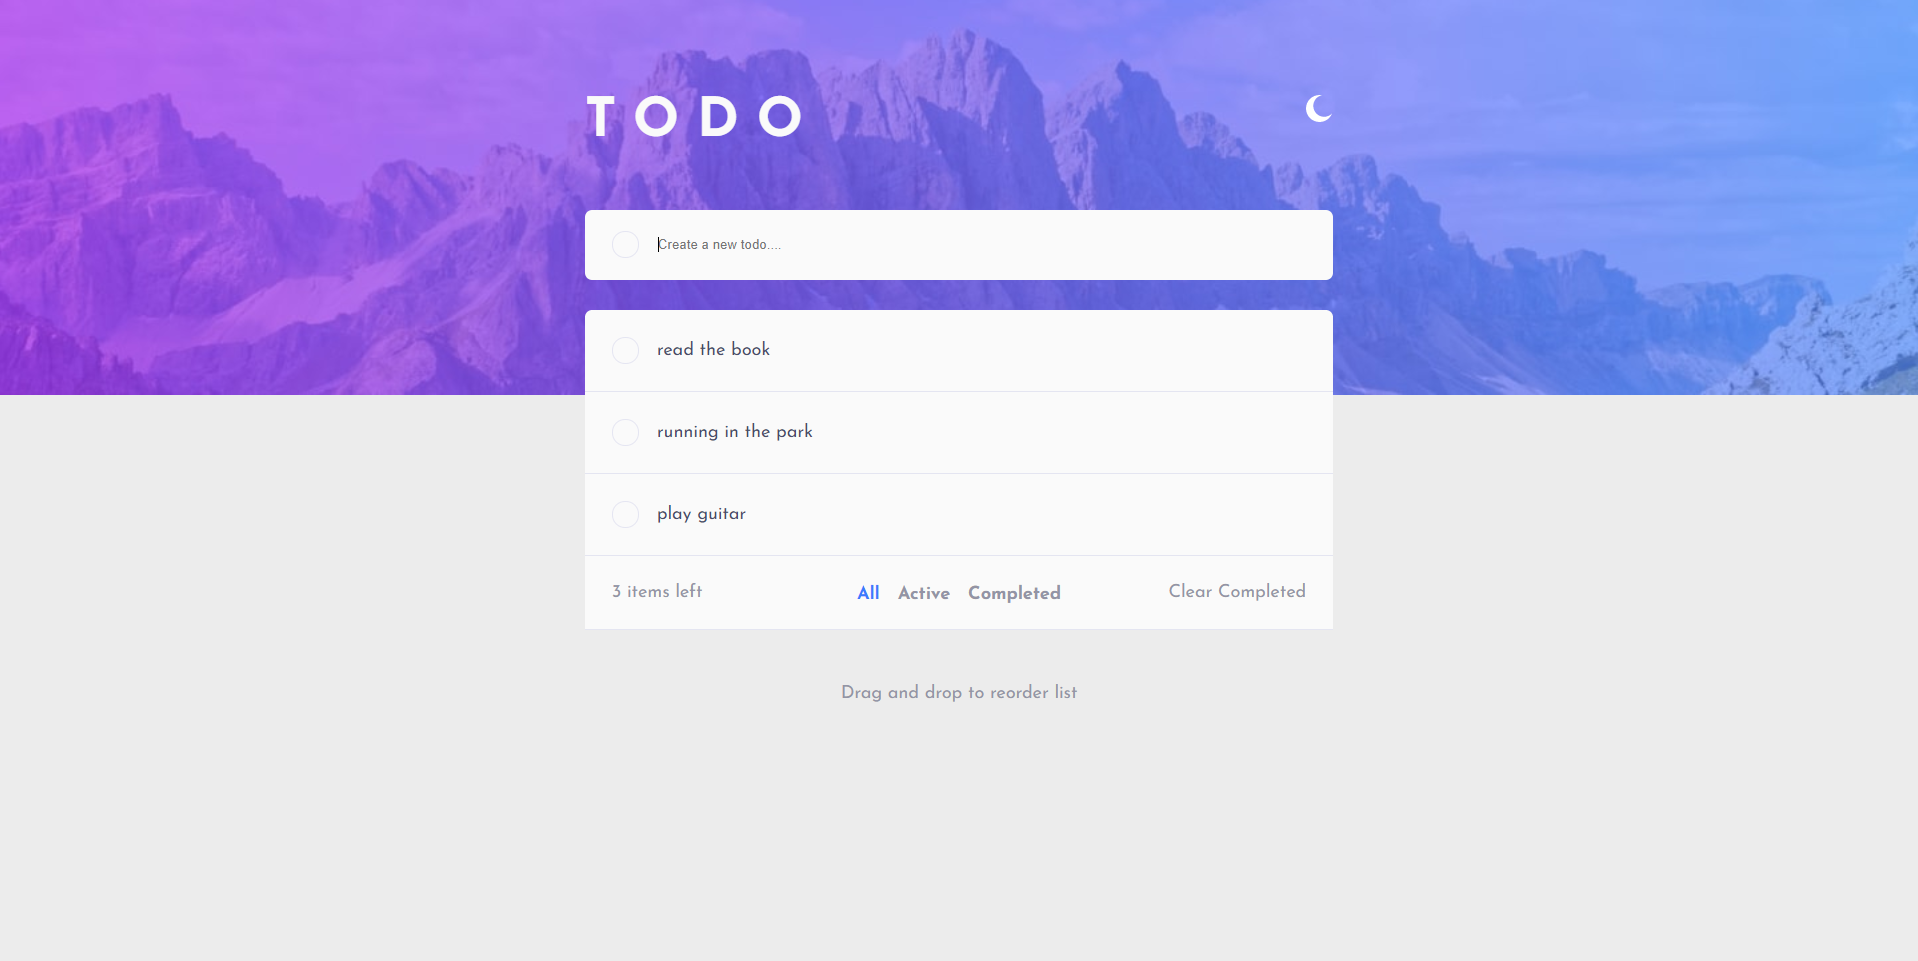 TODO
Create a new todo....
read the book
running in the park
play guitar
3 items left All Active Completed Clear Completed
Drag and drop to reorder list